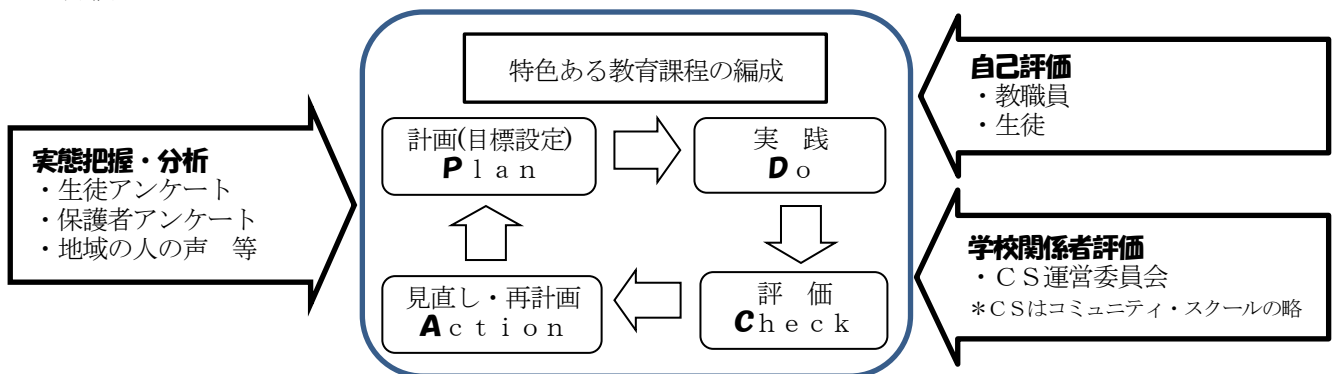 特色ある教育課程の編成
計画(目標設定)
Ｐｌａｎ
実　践
Ｄｏ
評　価
Ｃｈｅｃｋ
見直し・再計画
Ａｃｔｉｏｎ
実態把握・分析
・生徒アンケート
・保護者アンケート
・地域の人の声　等
自己評価
・教職員
・生徒
学校関係者評価
・ＣＳ運営委員会
＊ＣＳはコミュニティ・スクールの略